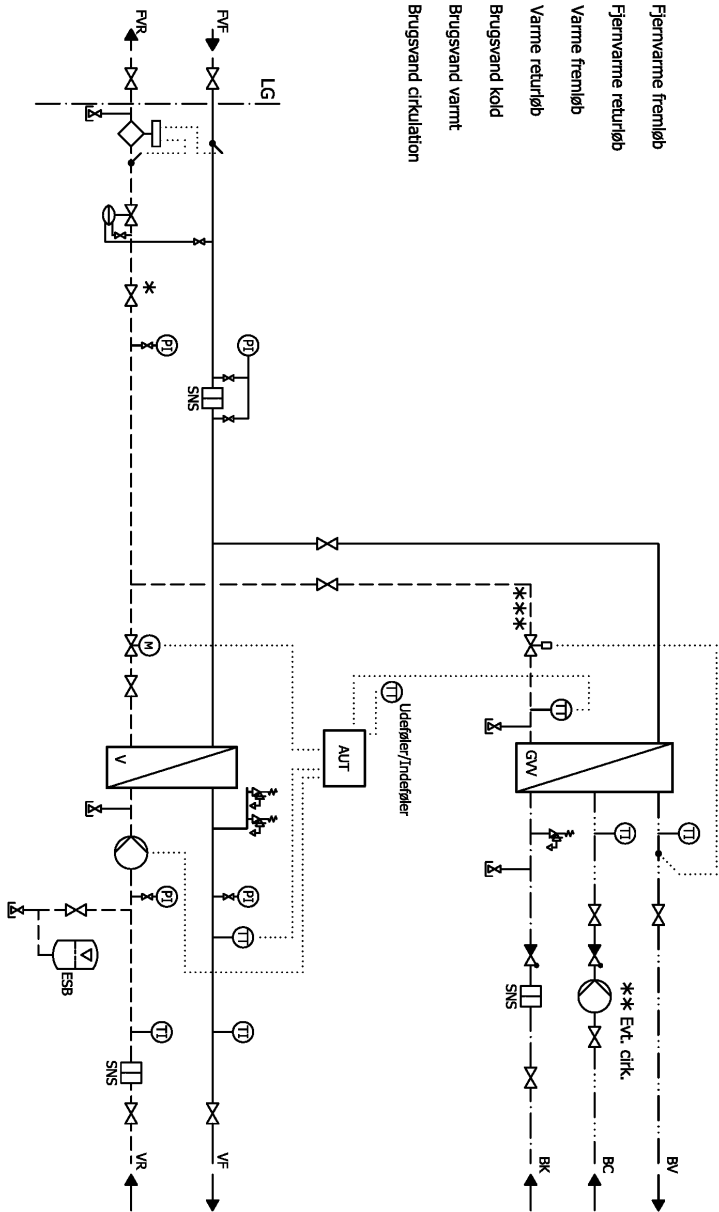 Fjernvarme fremløb
Fjernvarme returløb
Varme fremløb
Varme returløb
Brugsvand kold
Brugsvand varmt
Brugsvand cirkulation
TI
BV
TI
** Evt. cirk.
BC
TT
BK
GVV
***
SNS
Udeføler/Indeføler
TT
AUT
LG
PI
PI
TT
TI
FVF
VF
SNS
PI
PI
TI
*
M
FVR
VR
V
SNS
ESB